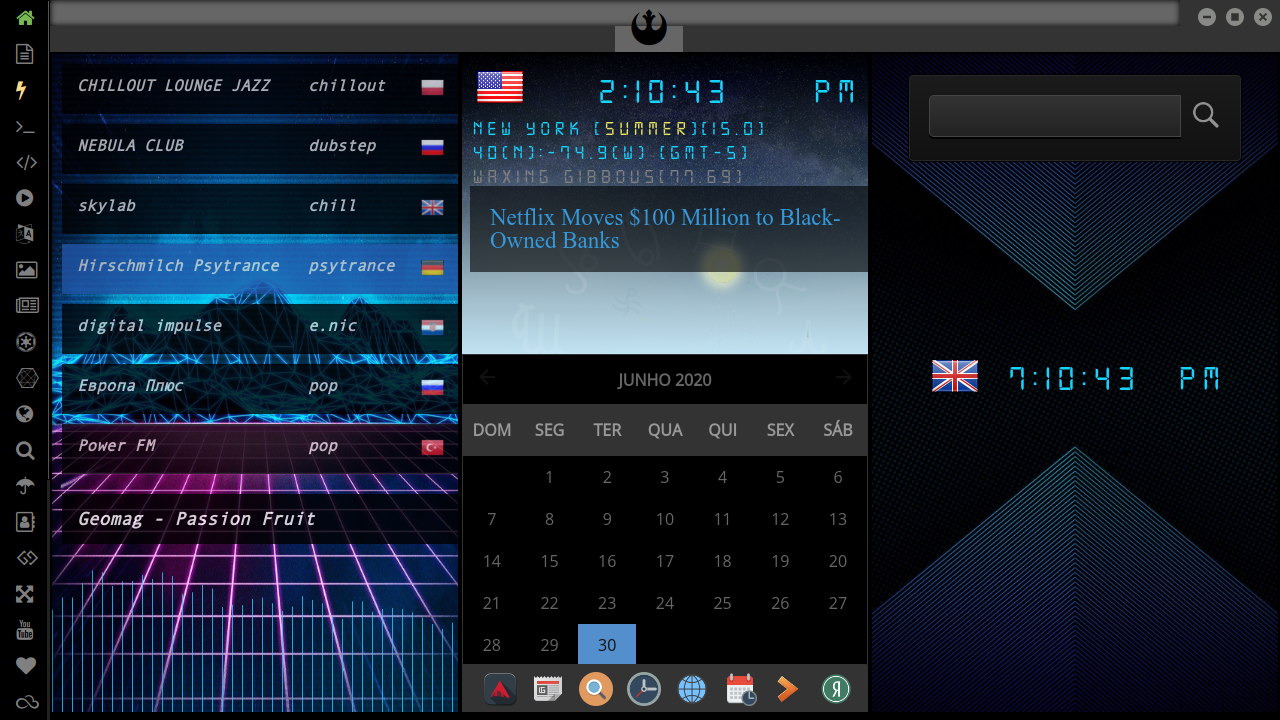 CHILLOUT LOUNGE JAZZ chillout
NEBULA CLUB dubstep
skylab chill
Hirschmilch Psytrance psytrance
digital impulse e.nic
Европа Плюс pop
Power FM pop
Geomag - Passion Fruit
2:10:43 PM
NEW YORK (SUMMER)(15.0)
40(N):-74.9(W) (GMT-5)
WAXING GIBBOUS(77.69)
Netflix Moves $100 Million to Black-
Owned Banks
JUNHO 2020
DOM SEG TER QUA QUI SEX SÁB
1 2 3 4 5 6
7 8 9 10 11 12 13
14 15 16 17 18 19 20
21 22 23 24 25 26 27
28 29 30
7:10:43 PM
You
Tube